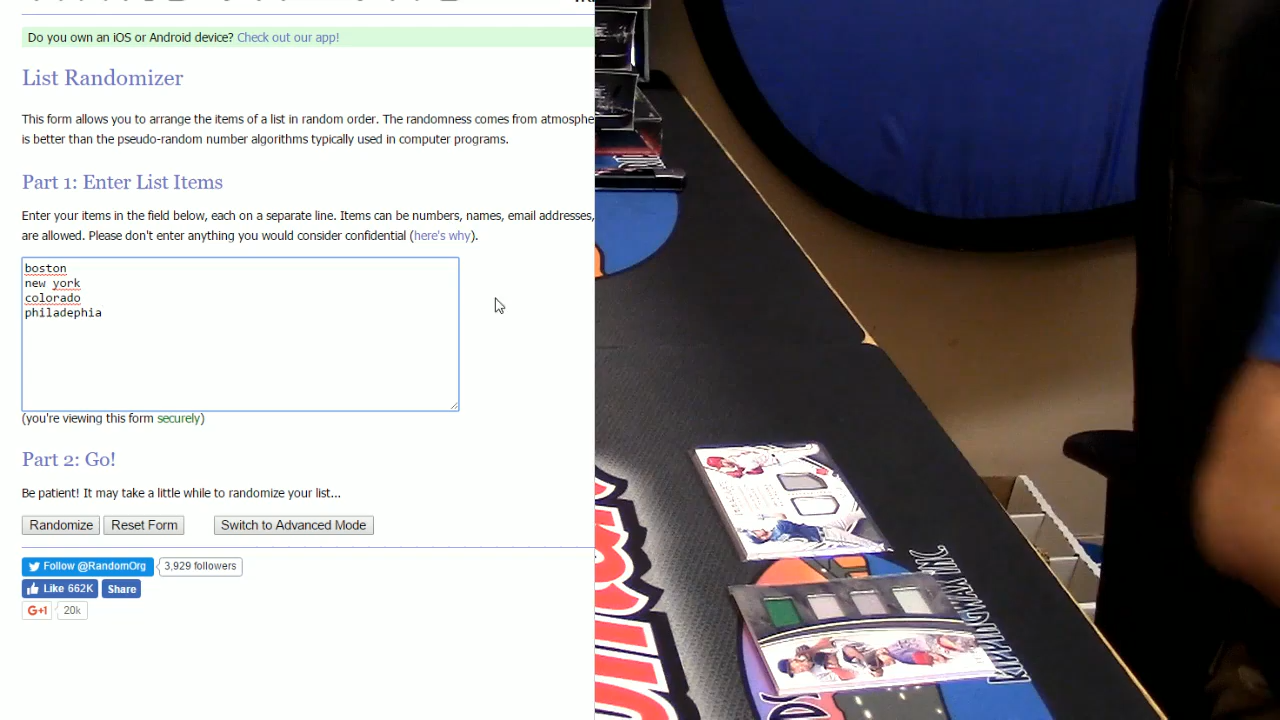 Do you own an iOS or Android device? Check out our app!
List Randomizer
This form allows you to arrange the items of a list in random order. The randomness comes from atmosphe
is better than the pseudo-random number algorithms typically used in computer programs.
Part 1: Enter List Items
Enter your items in the field below, each on a separate line. Items can be numbers, names, email addresses,
are allowed. Please don't enter anything you would consider confidential (here's why).
boston
new york
colorado
philadephia
(you're viewing this form securely)
Part 2: Go!
Be patient! It may take a little while to randomize your list...
Randomize Reset Form Switch to Advanced Mode
Follow @RandomOrg 3,929 followers
Like 662K Share
G+1 20k